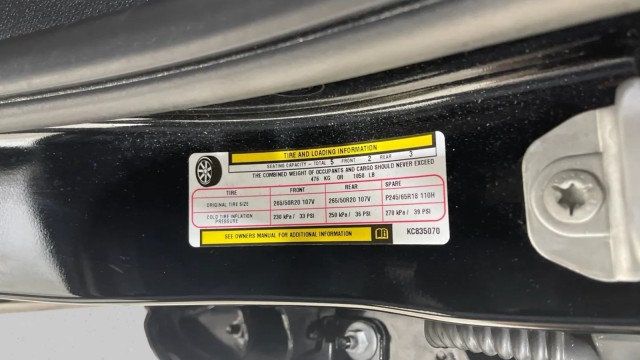 TIRE AND LOADING INFORMATION
SEATING CAPACITY - TOTAL 5 FRONT 2 REAR 3
THE COMBINED WEIGHT OF OCCUPANTS AND CARGO SHOULD NEVER EXCEED
476 KG OR 1050 LB
TIRE FRONT REAR SPARE
ORIGINAL TIRE SIZE 265/50R20 107V 265/50R20 107V P245/65R18 110H
COLD TIRE INFLATION PRESSURE 230 kPa / 33 PSI 250 kPa / 36 PSI 270 kPa / 39 PSI
SEE OWNERS MANUAL FOR ADDITIONAL INFORMATION KC835070